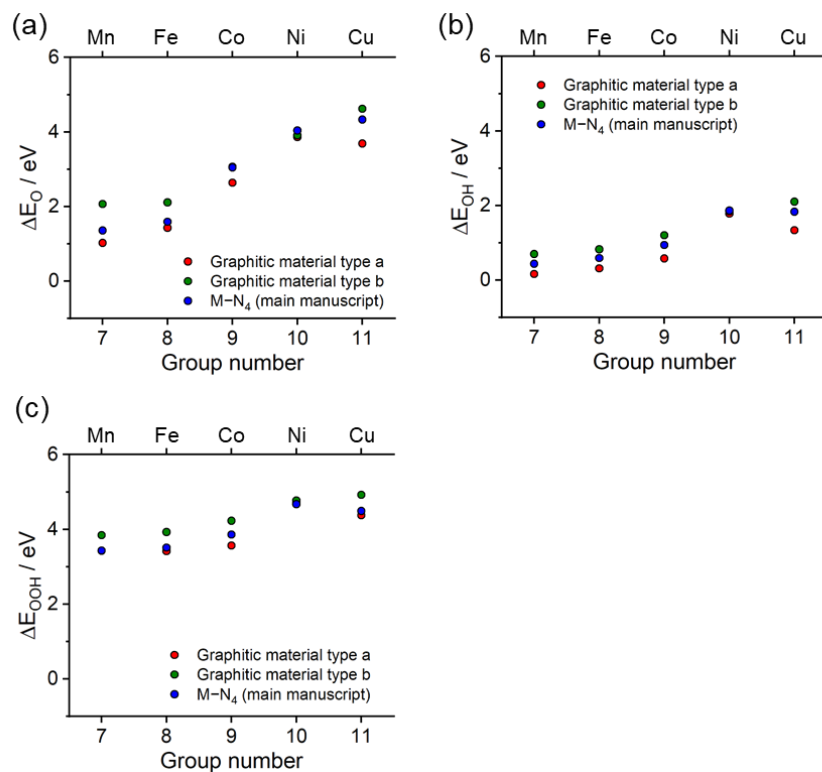 (a)
Mn Fe Co Ni Cu
6
4
2
0
ΔE_O / eV
Graphitic material type a
Graphitic material type b
M−N₄ (main manuscript)
7 8 9 10 11
Group number
(b)
Mn Fe Co Ni Cu
6
4
2
0
ΔE_OH / eV
Graphitic material type a
Graphitic material type b
M−N₄ (main manuscript)
7 8 9 10 11
Group number
(c)
Mn Fe Co Ni Cu
6
4
2
0
ΔE_OOH / eV
Graphitic material type a
Graphitic material type b
M−N₄ (main manuscript)
7 8 9 10 11
Group number